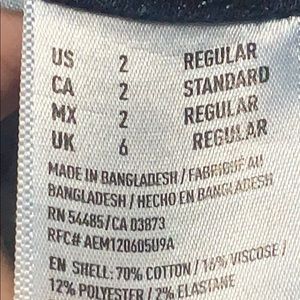 US 2 REGULAR
CA 2 STANDARD
MX 2 REGULAR
UK 6 REGULAR
MADE IN BANGLADESH / FABRIQUÉ AU
BANGLADESH / HECHO EN BANGLADESH
RN 54485/CA 03873
RFC# AEM120605U9A
EN SHELL: 70% COTTON / 16% VISCOSE /
12% POLYESTER / 2% ELASTANE